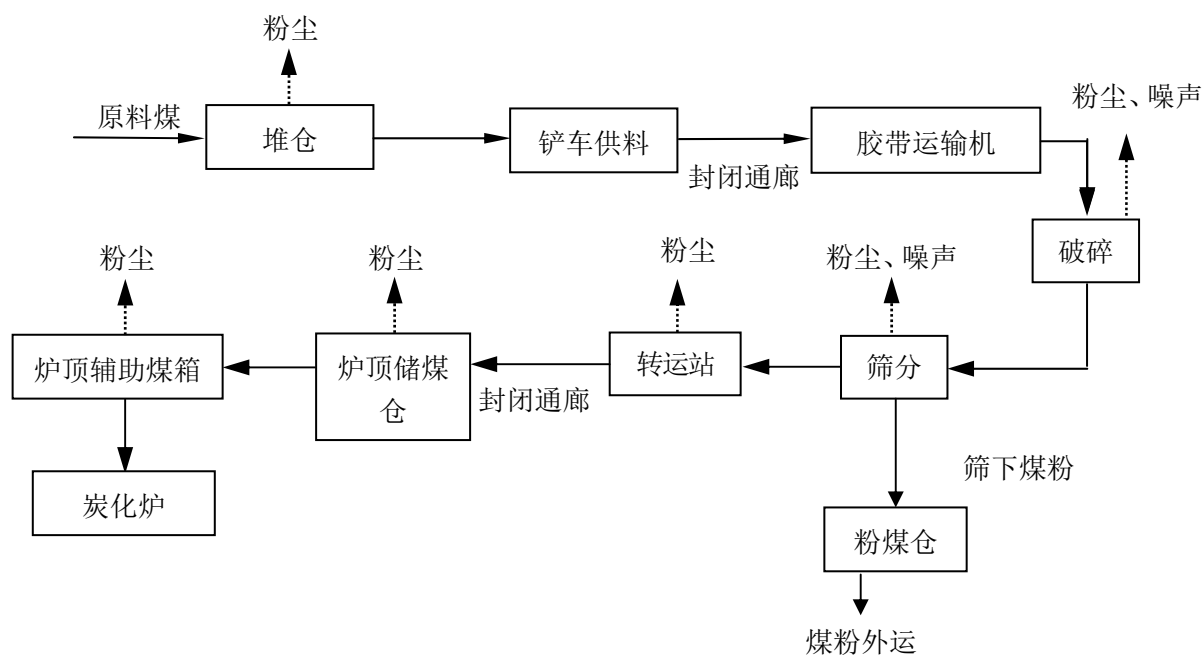 粉尘
原料煤
堆仓
铲车供料
封闭通廊
胶带运输机
粉尘、噪声
破碎
粉尘
粉尘
粉尘
粉尘、噪声
炉顶辅助煤箱
炉顶储煤
仓
封闭通廊
转运站
筛分
炭化炉
筛下煤粉
粉煤仓
煤粉外运